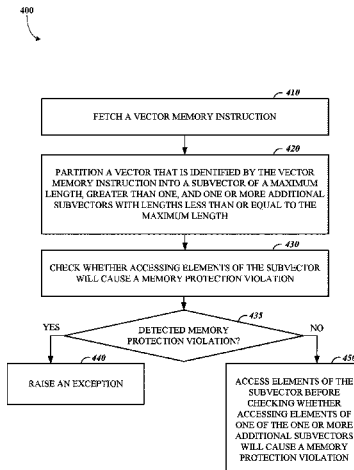 400
410
FETCH A VECTOR MEMORY INSTRUCTION
420
PARTITION A VECTOR THAT IS IDENTIFIED BY THE VECTOR
MEMORY INSTRUCTION INTO A SUBVECTOR OF A MAXIMUM
LENGTH, GREATER THAN ONE, AND ONE OR MORE ADDITIONAL
SUBVECTORS WITH LENGTHS LESS THAN OR EQUAL TO THE
MAXIMUM LENGTH
430
CHECK WHETHER ACCESSING ELEMENTS OF THE SUBVECTOR
WILL CAUSE A MEMORY PROTECTION VIOLATION
435
YES
DETECTED MEMORY
PROTECTION VIOLATION?
NO
440
RAISE AN EXCEPTION
450
ACCESS ELEMENTS OF THE
SUBVECTOR BEFORE
CHECKING WHETHER
ACCESSING ELEMENTS OF
ONE OF THE ONE OR MORE
ADDITIONAL SUBVECTORS
WILL CAUSE A MEMORY
PROTECTION VIOLATION